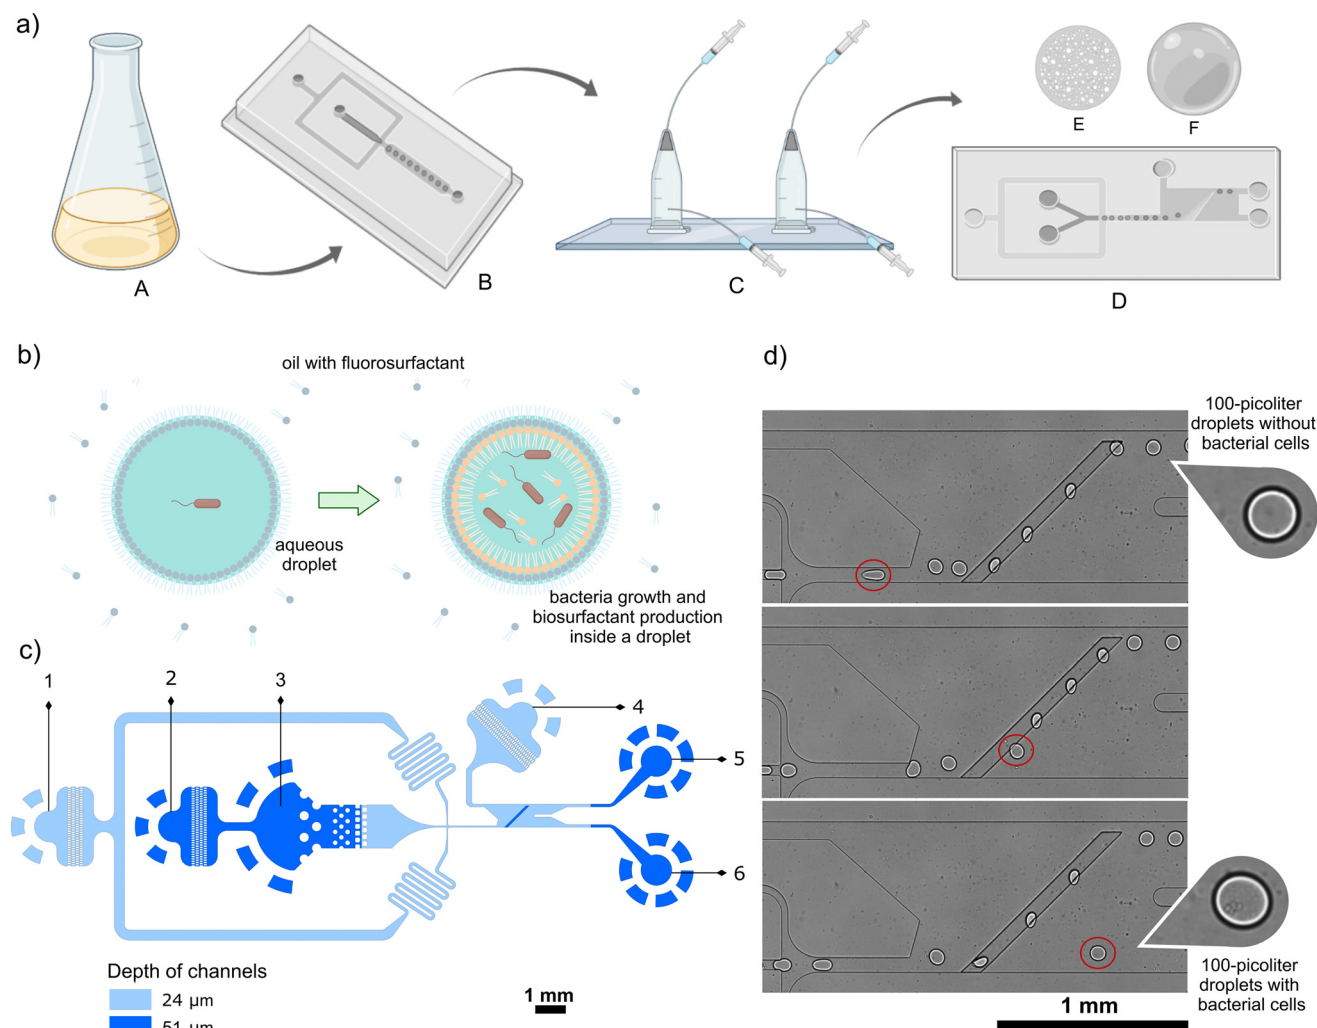 a)
A
B
C
D
E
F
b)
oil with fluorosurfactant
aqueous
droplet
bacteria growth and
biosurfactant production
inside a droplet
c)
1
2
3
4
5
6
Depth of channels
24 μm
51 μm
1 mm
d)
100-picoliter
droplets without
bacterial cells
100-picoliter
droplets with
bacterial cells
1 mm